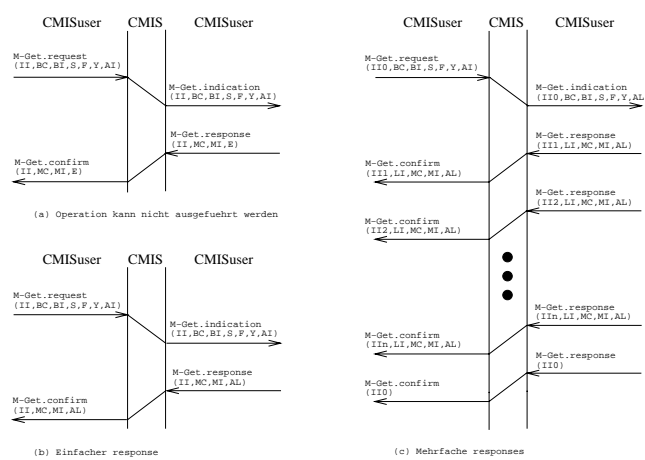 CMISuser CMIS CMISuser
M-Get.request
(II,BC,BI,S,F,Y,AI)
M-Get.indication
(II,BC,BI,S,F,Y,AI)
M-Get.response
(II,MC,MI,E)
M-Get.confirm
(II,MC,MI,E)
(a) Operation kann nicht ausgefuehrt werden
CMISuser CMIS CMISuser
M-Get.request
(II,BC,BI,S,F,Y,AI)
M-Get.indication
(II,BC,BI,S,F,Y,AI)
M-Get.response
(II,MC,MI,AL)
M-Get.confirm
(II,MC,MI,AL)
(b) Einfacher response
CMISuser CMIS CMISuser
M-Get.request
(II0,BC,BI,S,F,Y,AI)
M-Get.indication
(II0,BC,BI,S,F,Y,AL
M-Get.response
(II1,LI,MC,MI,AL)
M-Get.confirm
(II1,LI,MC,MI,AL)
M-Get.response
(II2,LI,MC,MI,AL)
M-Get.confirm
(II2,LI,MC,MI,AL)
M-Get.response
(IIn,LI,MC,MI,AL)
M-Get.confirm
(IIn,LI,MC,MI,AL)
M-Get.response
(II0)
M-Get.confirm
(II0)
(c) Mehrfache responses